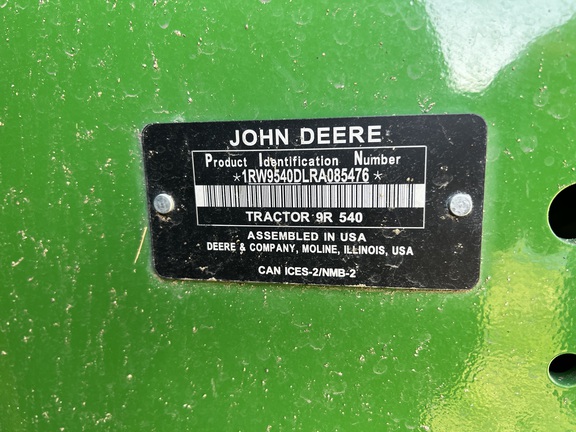 JOHN DEERE
Product Identification Number
*1RW9540DLRA085476*
TRACTOR 9R 540
ASSEMBLED IN USA
DEERE & COMPANY, MOLINE, ILLINOIS, USA
CAN ICES-2/NMB-2